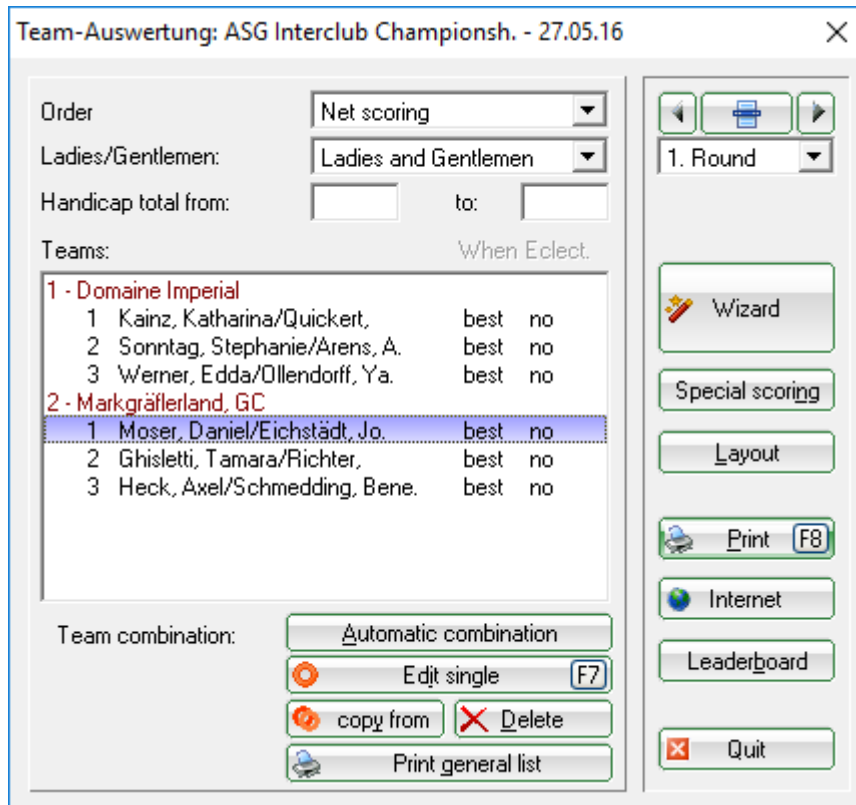 Team-Auswertung: ASG Interclub Championsh. - 27.05.16
Order Net scoring
Ladies/Gentlemen: Ladies and Gentlemen
Handicap total from: to:
Teams: When Eclect.
1 - Domaine Imperial
1 Kainz, Katharina/Quickert, best no
2 Sonntag, Stephanie/Arens, A. best no
3 Werner, Edda/Ollendorff, Ya. best no
2 - Markgräflerland, GC
1 Moser, Daniel/Eichstädt, Jo. best no
2 Ghisletti, Tamara/Richter, best no
3 Heck, Axel/Schmedding, Bene. best no
Team combination: Automatic combination
Edit single F7
copy from Delete
Print general list
1. Round
Wizard
Special scoring
Layout
Print F8
Internet
Leaderboard
Quit